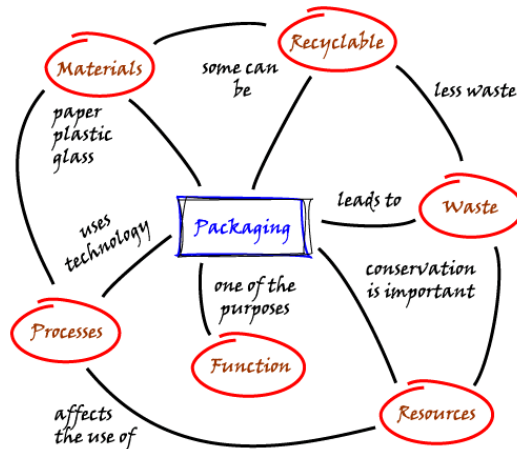 Recyclable
Materials
some can
be
less waste
paper
plastic
glass
leads to
Waste
Packaging
uses
technology
conservation
is important
one of the
purposes
Processes
Function
Resources
affects
the use of